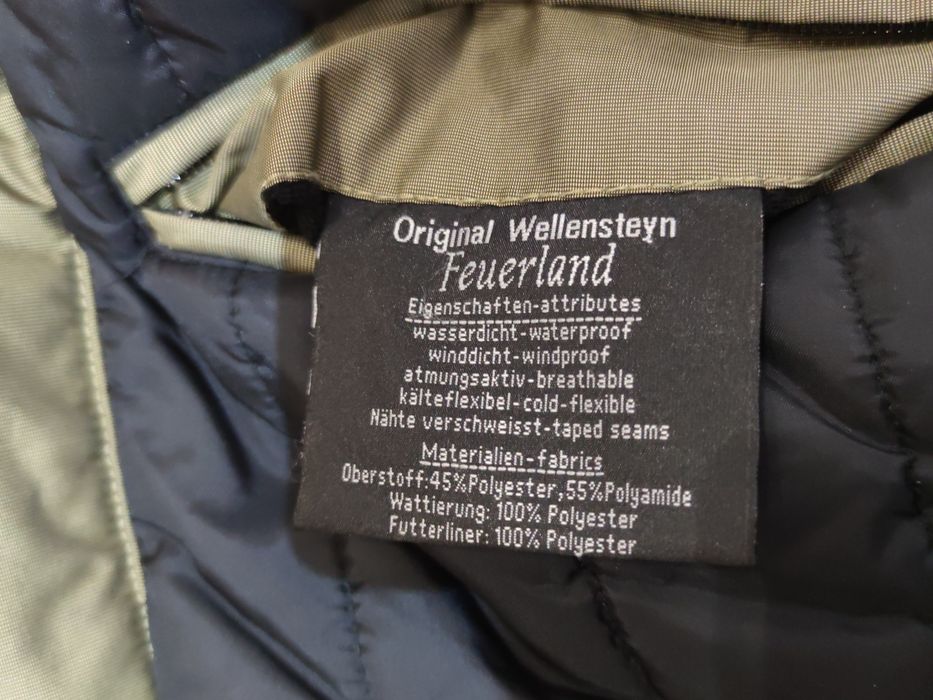 Original Wellensteyn
Feuerland
Eigenschaften-attributes
wasserdicht-waterproof
winddicht-windproof
atmungsaktiv-breathable
kälteflexibel-cold-flexible
Nähte verschweisst-taped seams
Materialien-fabrics
Oberstoff:45%Polyester,55%Polyamide
Wattierung: 100% Polyester
Futterliner: 100% Polyester